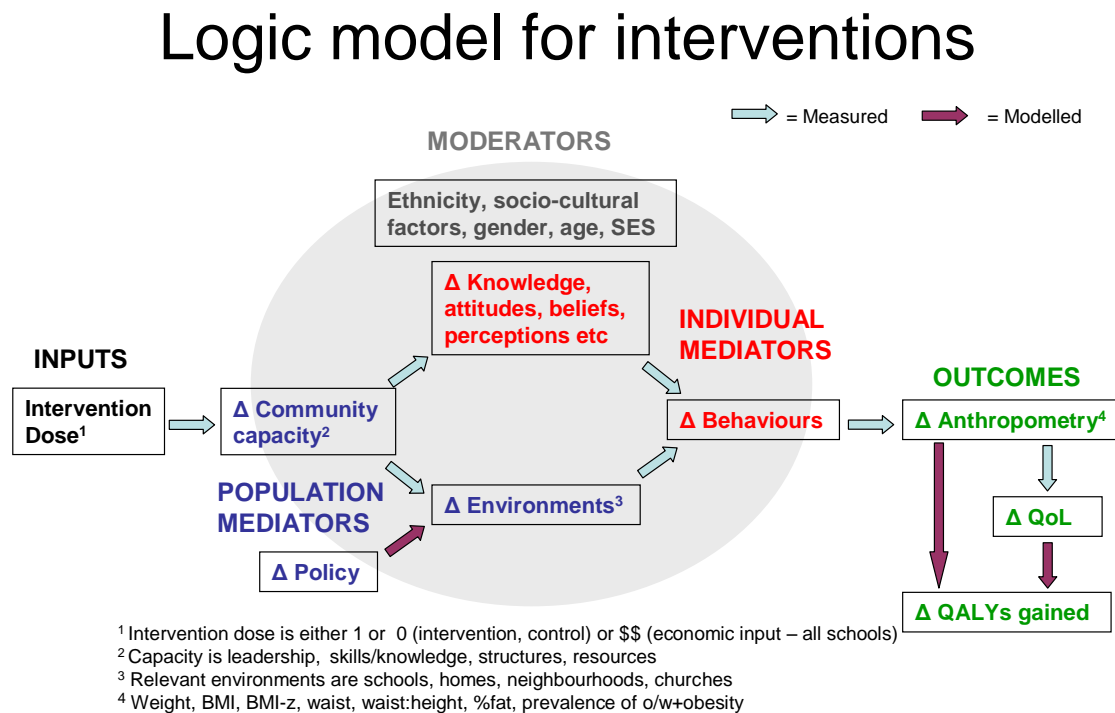 Logic model for interventions
= Measured
= Modelled
MODERATORS
Ethnicity, socio-cultural
factors, gender, age, SES
Δ Knowledge,
attitudes, beliefs,
perceptions etc
INDIVIDUAL
MEDIATORS
INPUTS
OUTCOMES
Intervention
Dose¹
Δ Community
capacity²
Δ Behaviours
Δ Anthropometry⁴
POPULATION
MEDIATORS
Δ Environments³
Δ QoL
Δ Policy
Δ QALYs gained
¹ Intervention dose is either 1 or 0 (intervention, control) or $$ (economic input – all schools)
² Capacity is leadership, skills/knowledge, structures, resources
³ Relevant environments are schools, homes, neighbourhoods, churches
⁴ Weight, BMI, BMI-z, waist, waist:height, %fat, prevalence of o/w+obesity